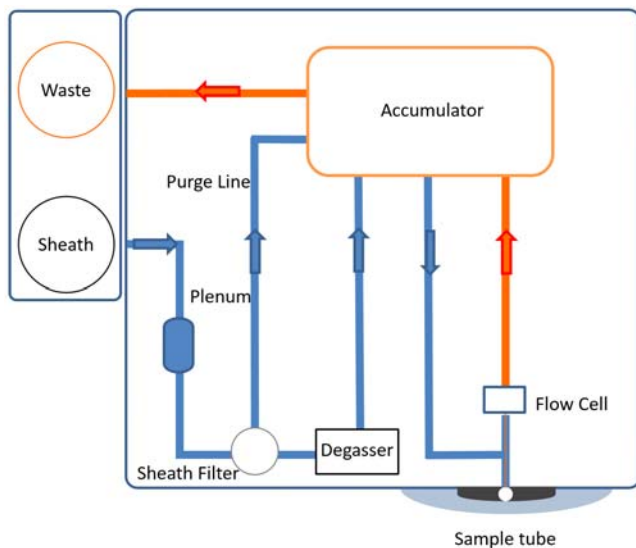 Waste
Accumulator
Purge Line
Sheath
Plenum
Flow Cell
Degasser
Sheath Filter
Sample tube